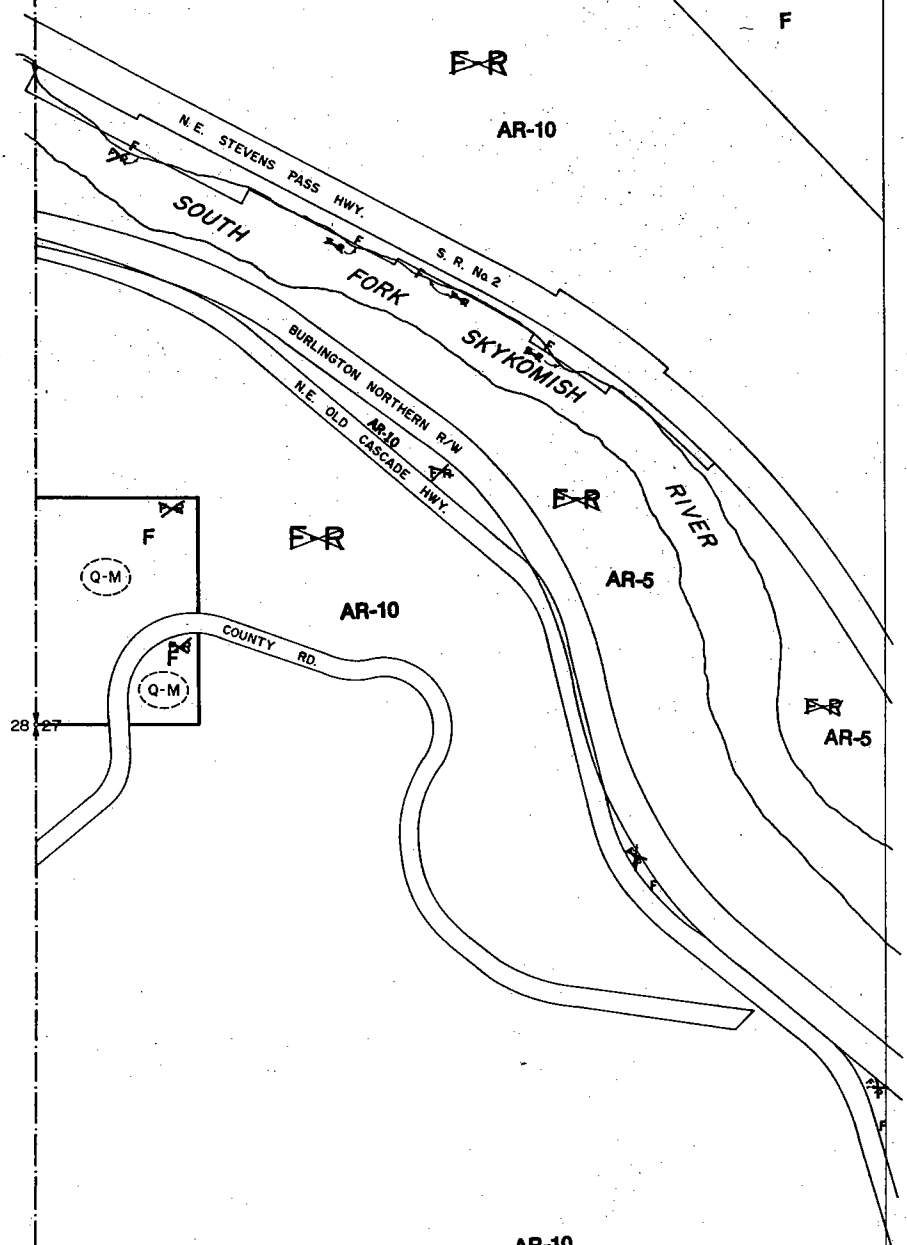 F
F-R
AR-10
N.E. STEVENS PASS HWY.
S. R. No. 2
F
F
F
F
SOUTH
FORK
SKYKOMISH
RIVER
BURLINGTON NORTHERN R/W
AR-10
N.E. OLD CASCADE HWY.
F-R
AR-5
F
Q-M
F-R
AR-10
COUNTY RD.
F
Q-M
28 27
F-R
AR-5
F
F
AR-10